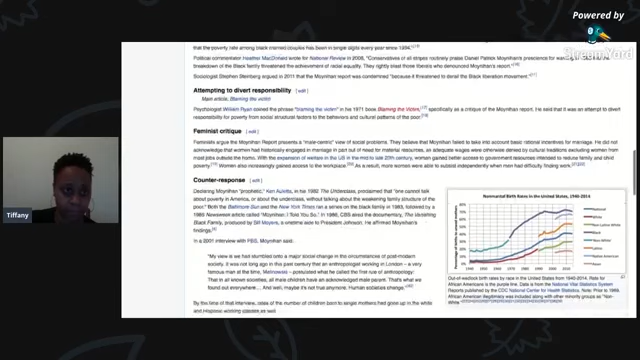 Powered by
StreamYard
that the poverty rate among black married couples has been in single digits every year since 1994."
Political commentator Heather MacDonald wrote for National Review in 2008, "Conservatives of all stripes routinely praise Daniel Patrick Moynihan's prescience for warning in 1965 that the
breakdown of the Black family threatened the achievement of racial equality. They rightly blast those liberals who denounced Moynihan's report."
Sociologist Stephen Steinberg argued in 2011 that the Moynihan report was condemned "because it threatened to derail the Black liberation movement."
Attempting to divert responsibility [ edit ]
Main article: Blaming the victim
Psychologist William Ryan coined the phrase "blaming the victim" in his 1971 book Blaming the Victim, specifically as a critique of the Moynihan report. He said that it was an attempt to divert
responsibility for poverty from social structural factors to the behaviors and cultural patterns of the poor.
Feminist critique [ edit ]
Feminists argue the Moynihan Report presents a "male-centric" view of social problems. They believe that Moynihan failed to take into account basic rational incentives for marriage. He did not
acknowledge that women had historically engaged in marriage in part out of need for material resources, an adequate wages were otherwise denied by cultural traditions excluding women from
most jobs outside the home. With the expansion of welfare in the US in the mid to late 20th century, women gained better access to government resources intended to reduce family and child
poverty. Women also increasingly gained access to the workplace. As a result, more women were able to subsist independently when men had difficulty finding work.
Counter-response [ edit ]
Declaring Moynihan "prophetic," Ken Auletta, in his 1982 The Underclass, proclaimed that "one cannot talk
about poverty in America, or about the underclass, without talking about the weakening family structure of the
poor." Both the Baltimore Sun and the New York Times ran a series on the black family in 1983, followed by a
1985 Newsweek article called "Moynihan: I Told You So." In 1986, CBS aired the documentary, The Vanishing
Black Family, produced by Bill Moyers, a onetime aide to President Johnson. He affirmed Moynihan's
findings.
In a 2001 interview with PBS, Moynihan said:
"My view is we had stumbled onto a major social change in the circumstances of post-modern
society. It was not long ago in this past century that an anthropologist working in London – a very
famous man at the time, Malinowski – postulated what he called the first rule of anthropology:
That in all known societies, all male children have an acknowledged male parent. That's what we
found out everywhere... And well, maybe it's not true anymore. Human societies change."
By the time of that interview, rates of the number of children born to single mothers had gone up in the white
and Hispanic working classes as well.
Nonmarital Birth Rates in the United States, 1940-2014
National
White
Non-Latino White
Black
Non-White
Latino
Asian
Out-of-wedlock birth rates by race in the United States from 1940-2014. Rate for
African Americans is the purple line. Data is from the National Vital Statistics System
Reports published by the CDC National Center for Health Statistics. Note: Prior to 1969,
African American illegitimacy was included along with other minority groups as "Non-
White."
Tiffany